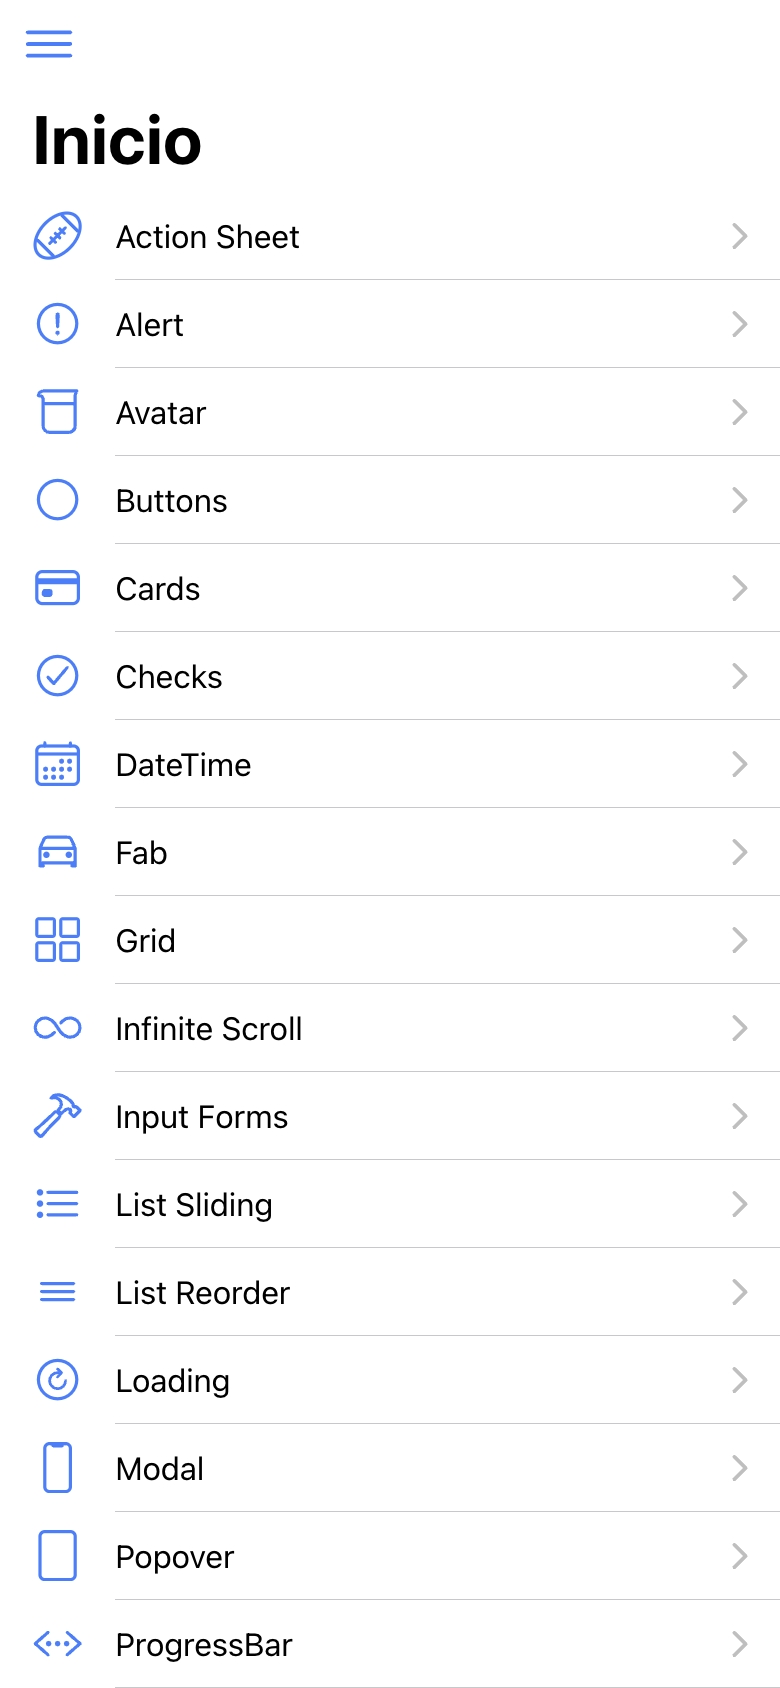 Inicio
Action Sheet
Alert
Avatar
Buttons
Cards
Checks
DateTime
Fab
Grid
Infinite Scroll
Input Forms
List Sliding
List Reorder
Loading
Modal
Popover
ProgressBar